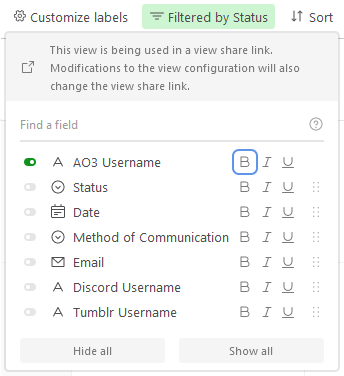 Customize labels Filtered by Status Sort
This view is being used in a view share link.
Modifications to the view configuration will also
change the view share link.
Find a field
AO3 Username B I U
Status B I U
Date B I U
Method of Communication B I U
Email B I U
Discord Username B I U
Tumblr Username B I U
Hide all Show all